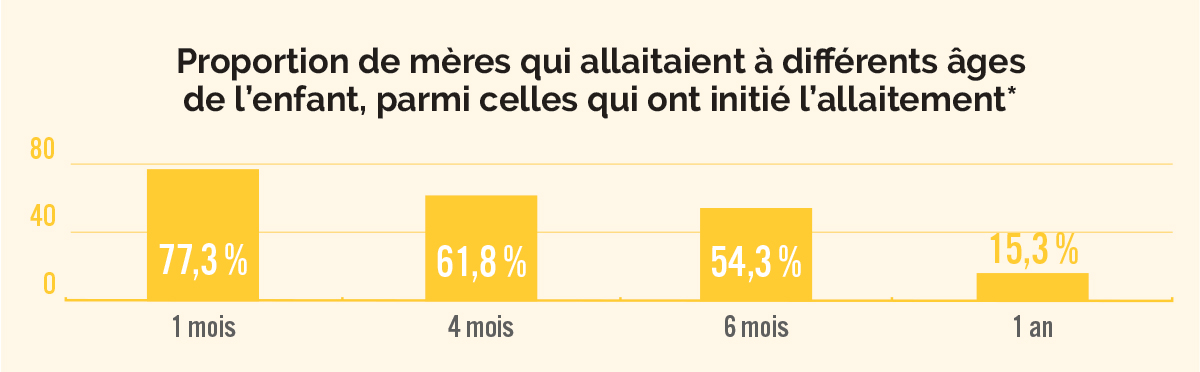 Proportion de mères qui allaitaient à différents âges
de l’enfant, parmi celles qui ont initié l’allaitement*
80
40
0
77,3 %
61,8 %
54,3 %
15,3 %
1 mois
4 mois
6 mois
1 an